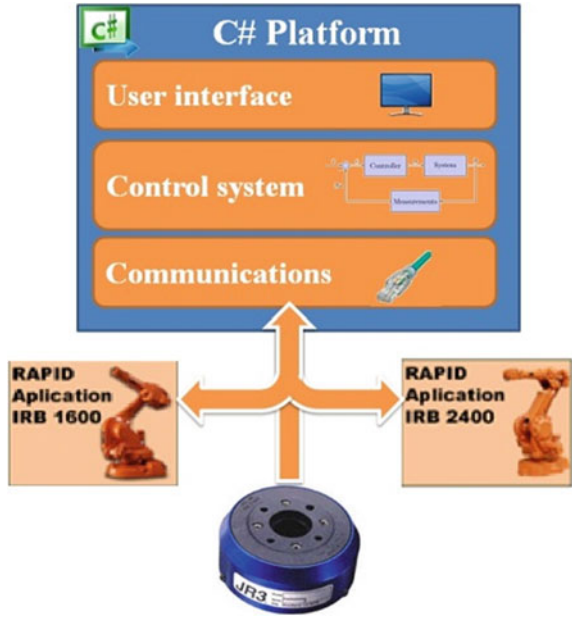 C#
C# Platform
User interface
Control system
Controller
System
Measurements
Communications
RAPID
Aplication
IRB 1600
RAPID
Aplication
IRB 2400
JR3